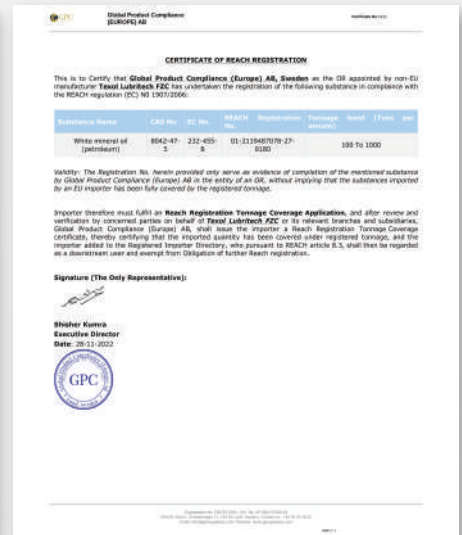 GPC
Global Product Compliance
(EUROPE) AB
CERTIFICATE OF REACH REGISTRATION
This is to Certify that Global Product Compliance (Europe) AB, Sweden as the OR appointed by non-EU
manufacturer Texol Lubritech FZC has undertaken the registration of the following substance in compliance with
the REACH regulation (EC) N0 1907/2006:
Substance Name CAS No. EC No. REACH Registration No. Tonnage band (Tons per annum)
White mineral oil (petroleum) 8042-47-5 232-455-8 01-2119487078-27-0180 100 To 1000
Validity: The Registration No. herein provided only serve as evidence of completion of the mentioned substance
by Global Product Compliance (Europe) AB in the entity of an OR, without implying that the substances imported
by an EU importer has been fully covered by the registered tonnage.
Importer therefore must fulfil an Reach Registration Tonnage Coverage Application, and after review and
verification by concerned parties on behalf of Texol Lubritech FZC or its relevant branches and subsidiaries,
Global Product Compliance (Europe) AB, shall issue the importer a Reach Registration Tonnage Coverage
certificate, thereby certifying that the imported quantity has been covered under registered tonnage, and the
importer added to the Registered Importer Directory, who pursuant to REACH article 8.3, shall then be regarded
as a downstream user and exempt from Obligation of further Reach registration.
Signature (The Only Representative):
Shisher Kumra
Executive Director
Date: 28-11-2022
GPC